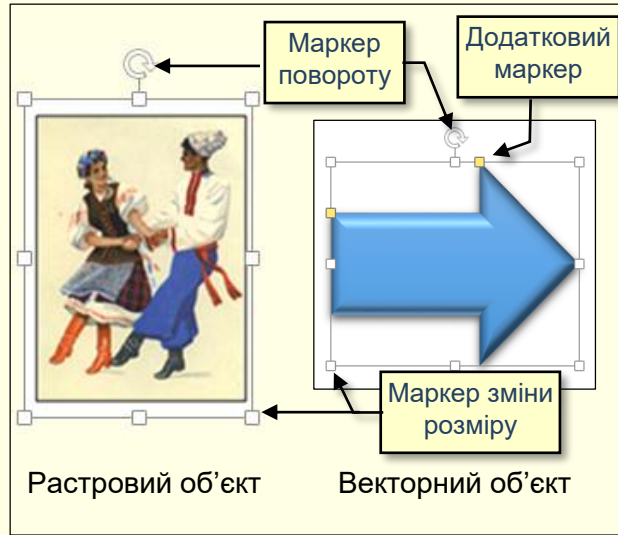 Маркер
повороту
Додатковий
маркер
Маркер зміни
розміру
Растровий об’єкт
Векторний об’єкт